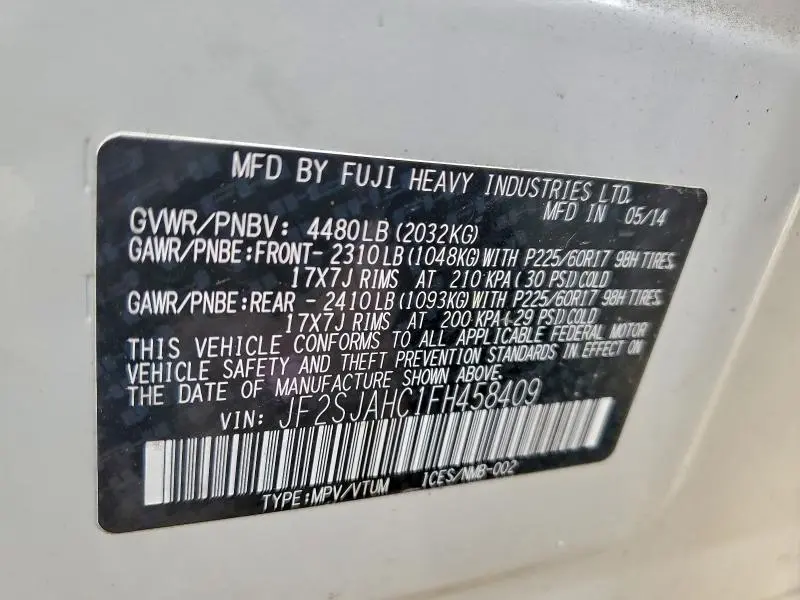 MFD BY FUJI HEAVY INDUSTRIES LTD.
MFD IN 05/14
GVWR/PNBV: 4480LB (2032KG)
GAWR/PNBE:FRONT- 2310LB (1048KG) WITH P225/60R17 98H TIRES,
17X7J RIMS AT 210KPA (30 PSI) COLD
GAWR/PNBE:REAR - 2410LB (1093KG) WITH P225/60R17 98H TIRES,
17X7J RIMS AT 200KPA (29 PSI) COLD
THIS VEHICLE CONFORMS TO ALL APPLICABLE FEDERAL MOTOR
VEHICLE SAFETY AND THEFT PREVENTION STANDARDS IN EFFECT ON
THE DATE OF MANUFACTURE SHOWN ABOVE.
VIN: JF2SJAHC1FH458409
TYPE:MPV/VTUM ICES/NMB-002